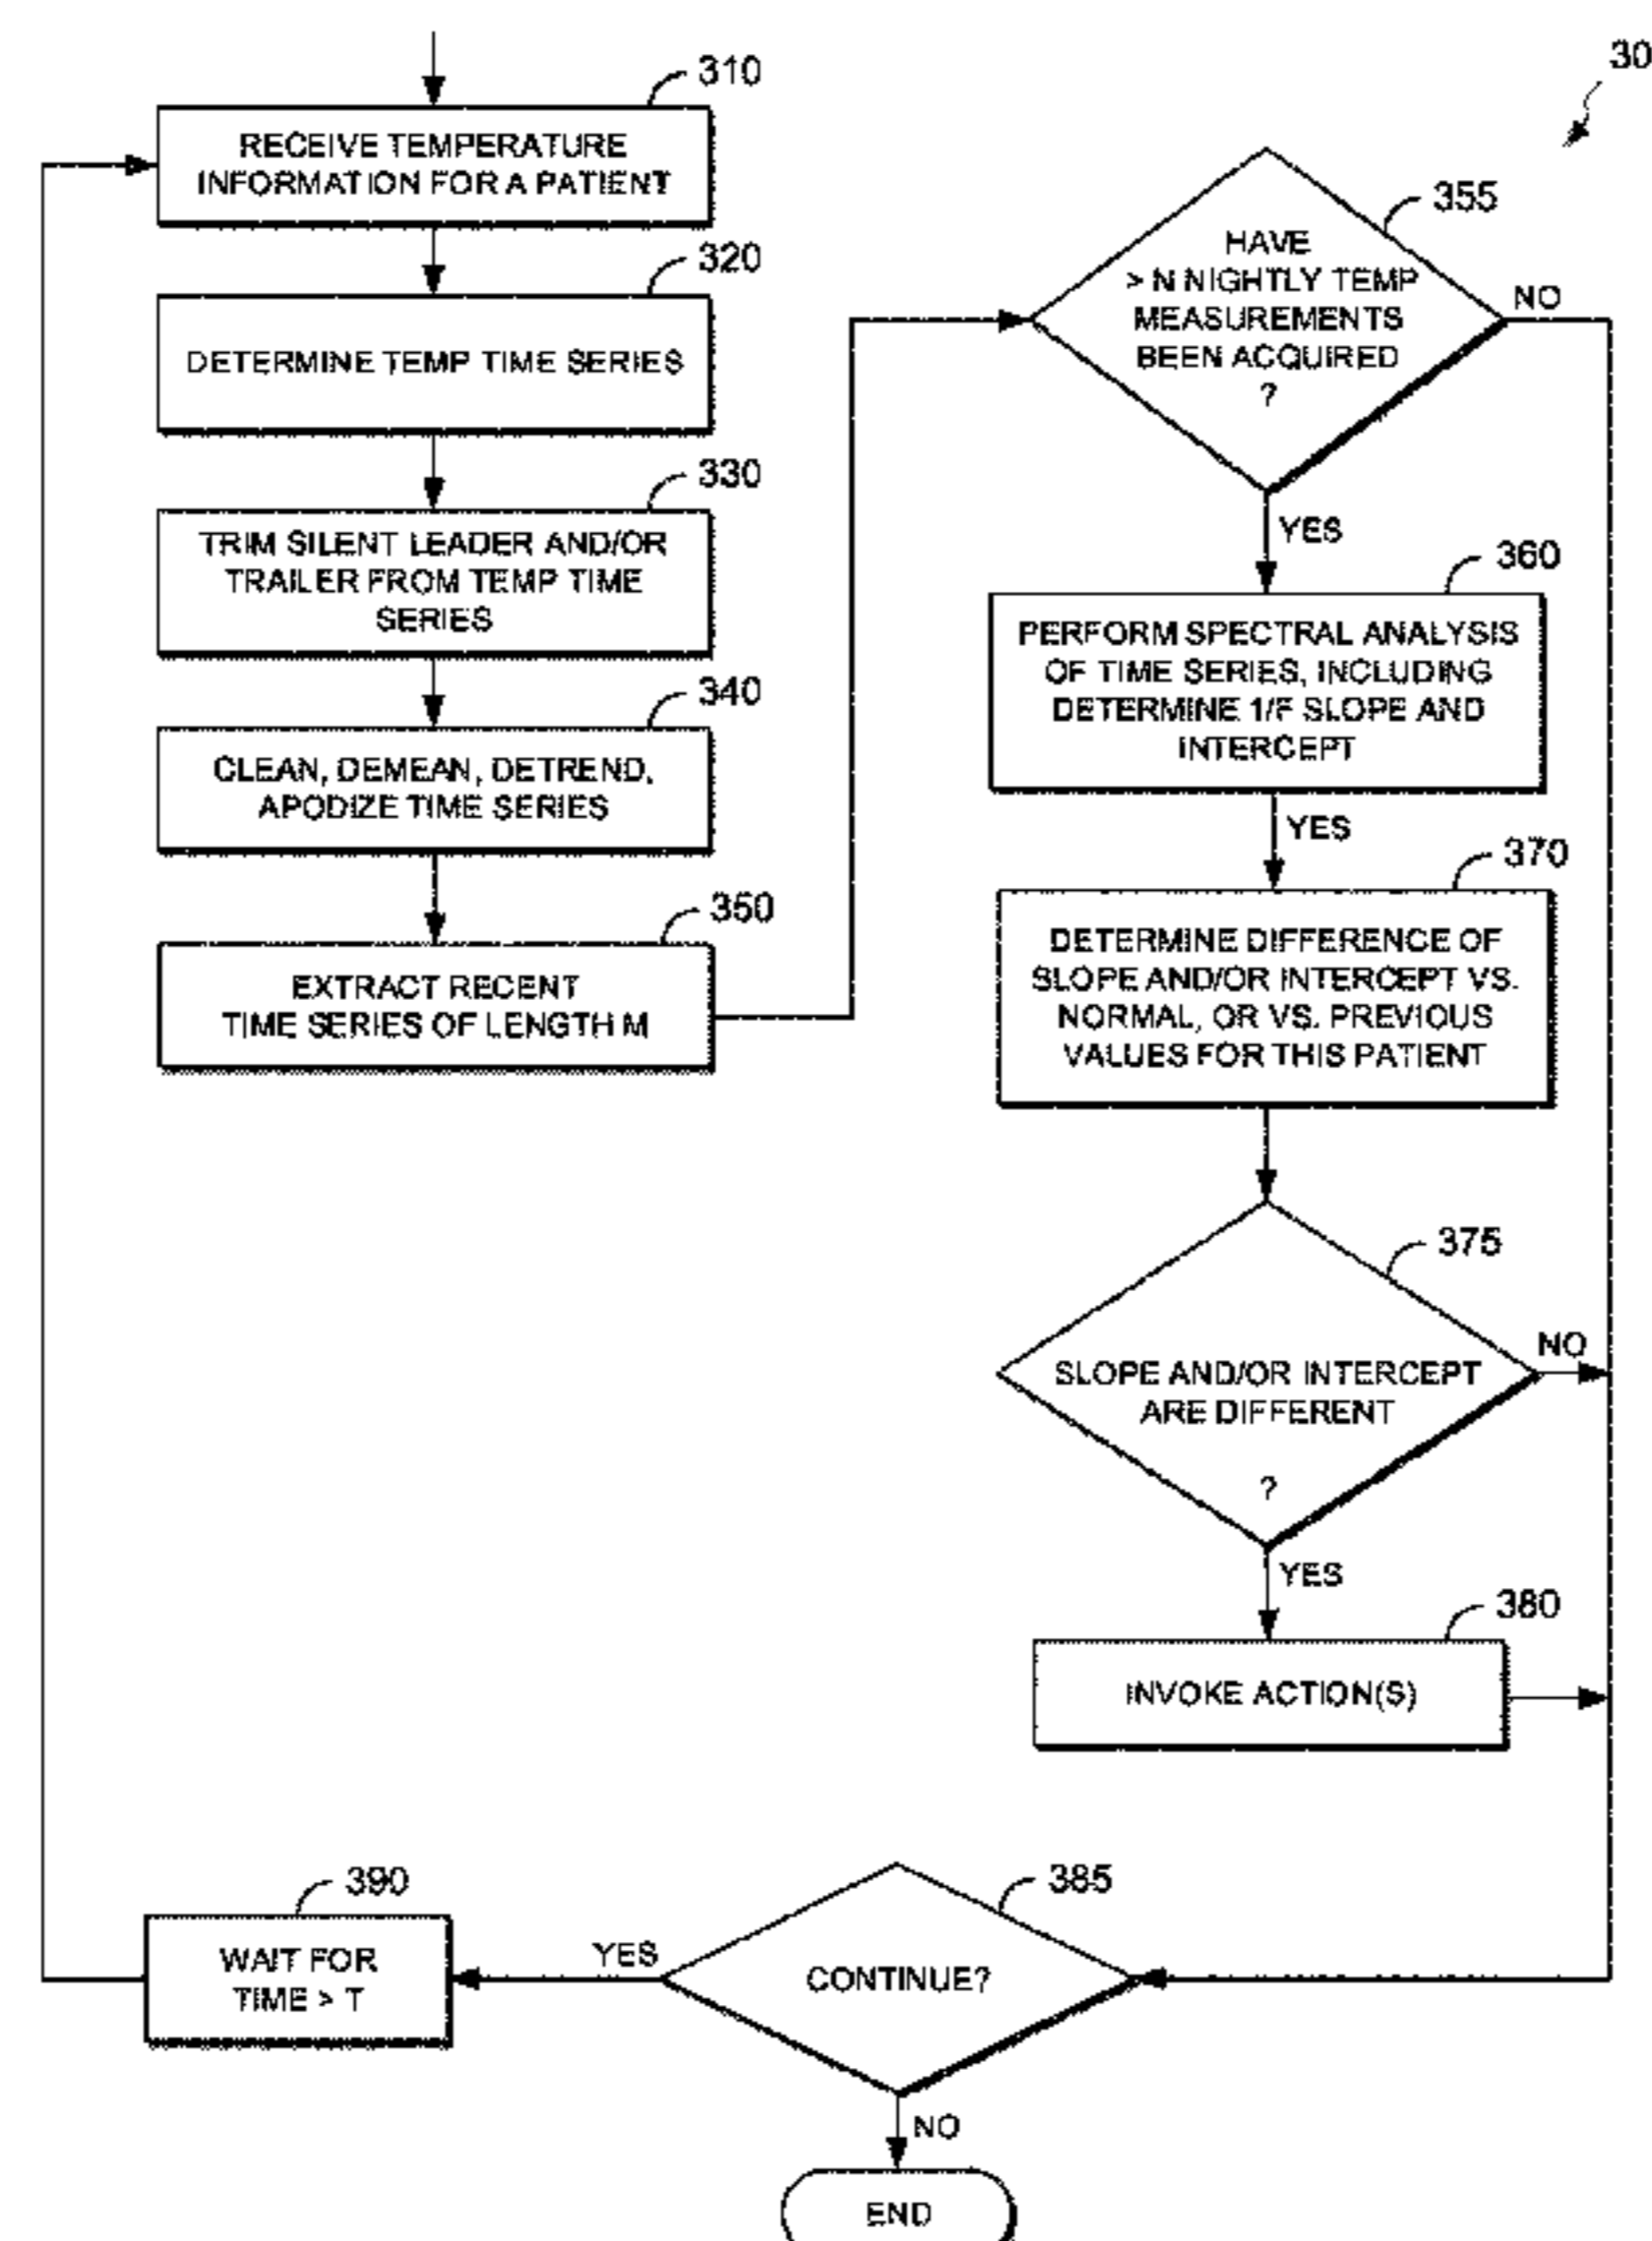 310
RECEIVE TEMPERATURE
INFORMATION FOR A PATIENT
320
DETERMINE TEMP TIME SERIES
330
TRIM SILENT LEADER AND/OR
TRAILER FROM TEMP TIME
SERIES
340
CLEAN, DEMEAN, DETREND,
APODIZE TIME SERIES
350
EXTRACT RECENT
TIME SERIES OF LENGTH M
30
355
HAVE
> N NIGHTLY TEMP
MEASUREMENTS
BEEN ACQUIRED
?
NO
YES
360
PERFORM SPECTRAL ANALYSIS
OF TIME SERIES, INCLUDING
DETERMINE 1/F SLOPE AND
INTERCEPT
YES
370
DETERMINE DIFFERENCE OF
SLOPE AND/OR INTERCEPT VS.
NORMAL, OR VS. PREVIOUS
VALUES FOR THIS PATIENT
375
SLOPE AND/OR INTERCEPT
ARE DIFFERENT
?
NO
YES
380
INVOKE ACTION(S)
385
CONTINUE?
YES
390
WAIT FOR
TIME > T
NO
END